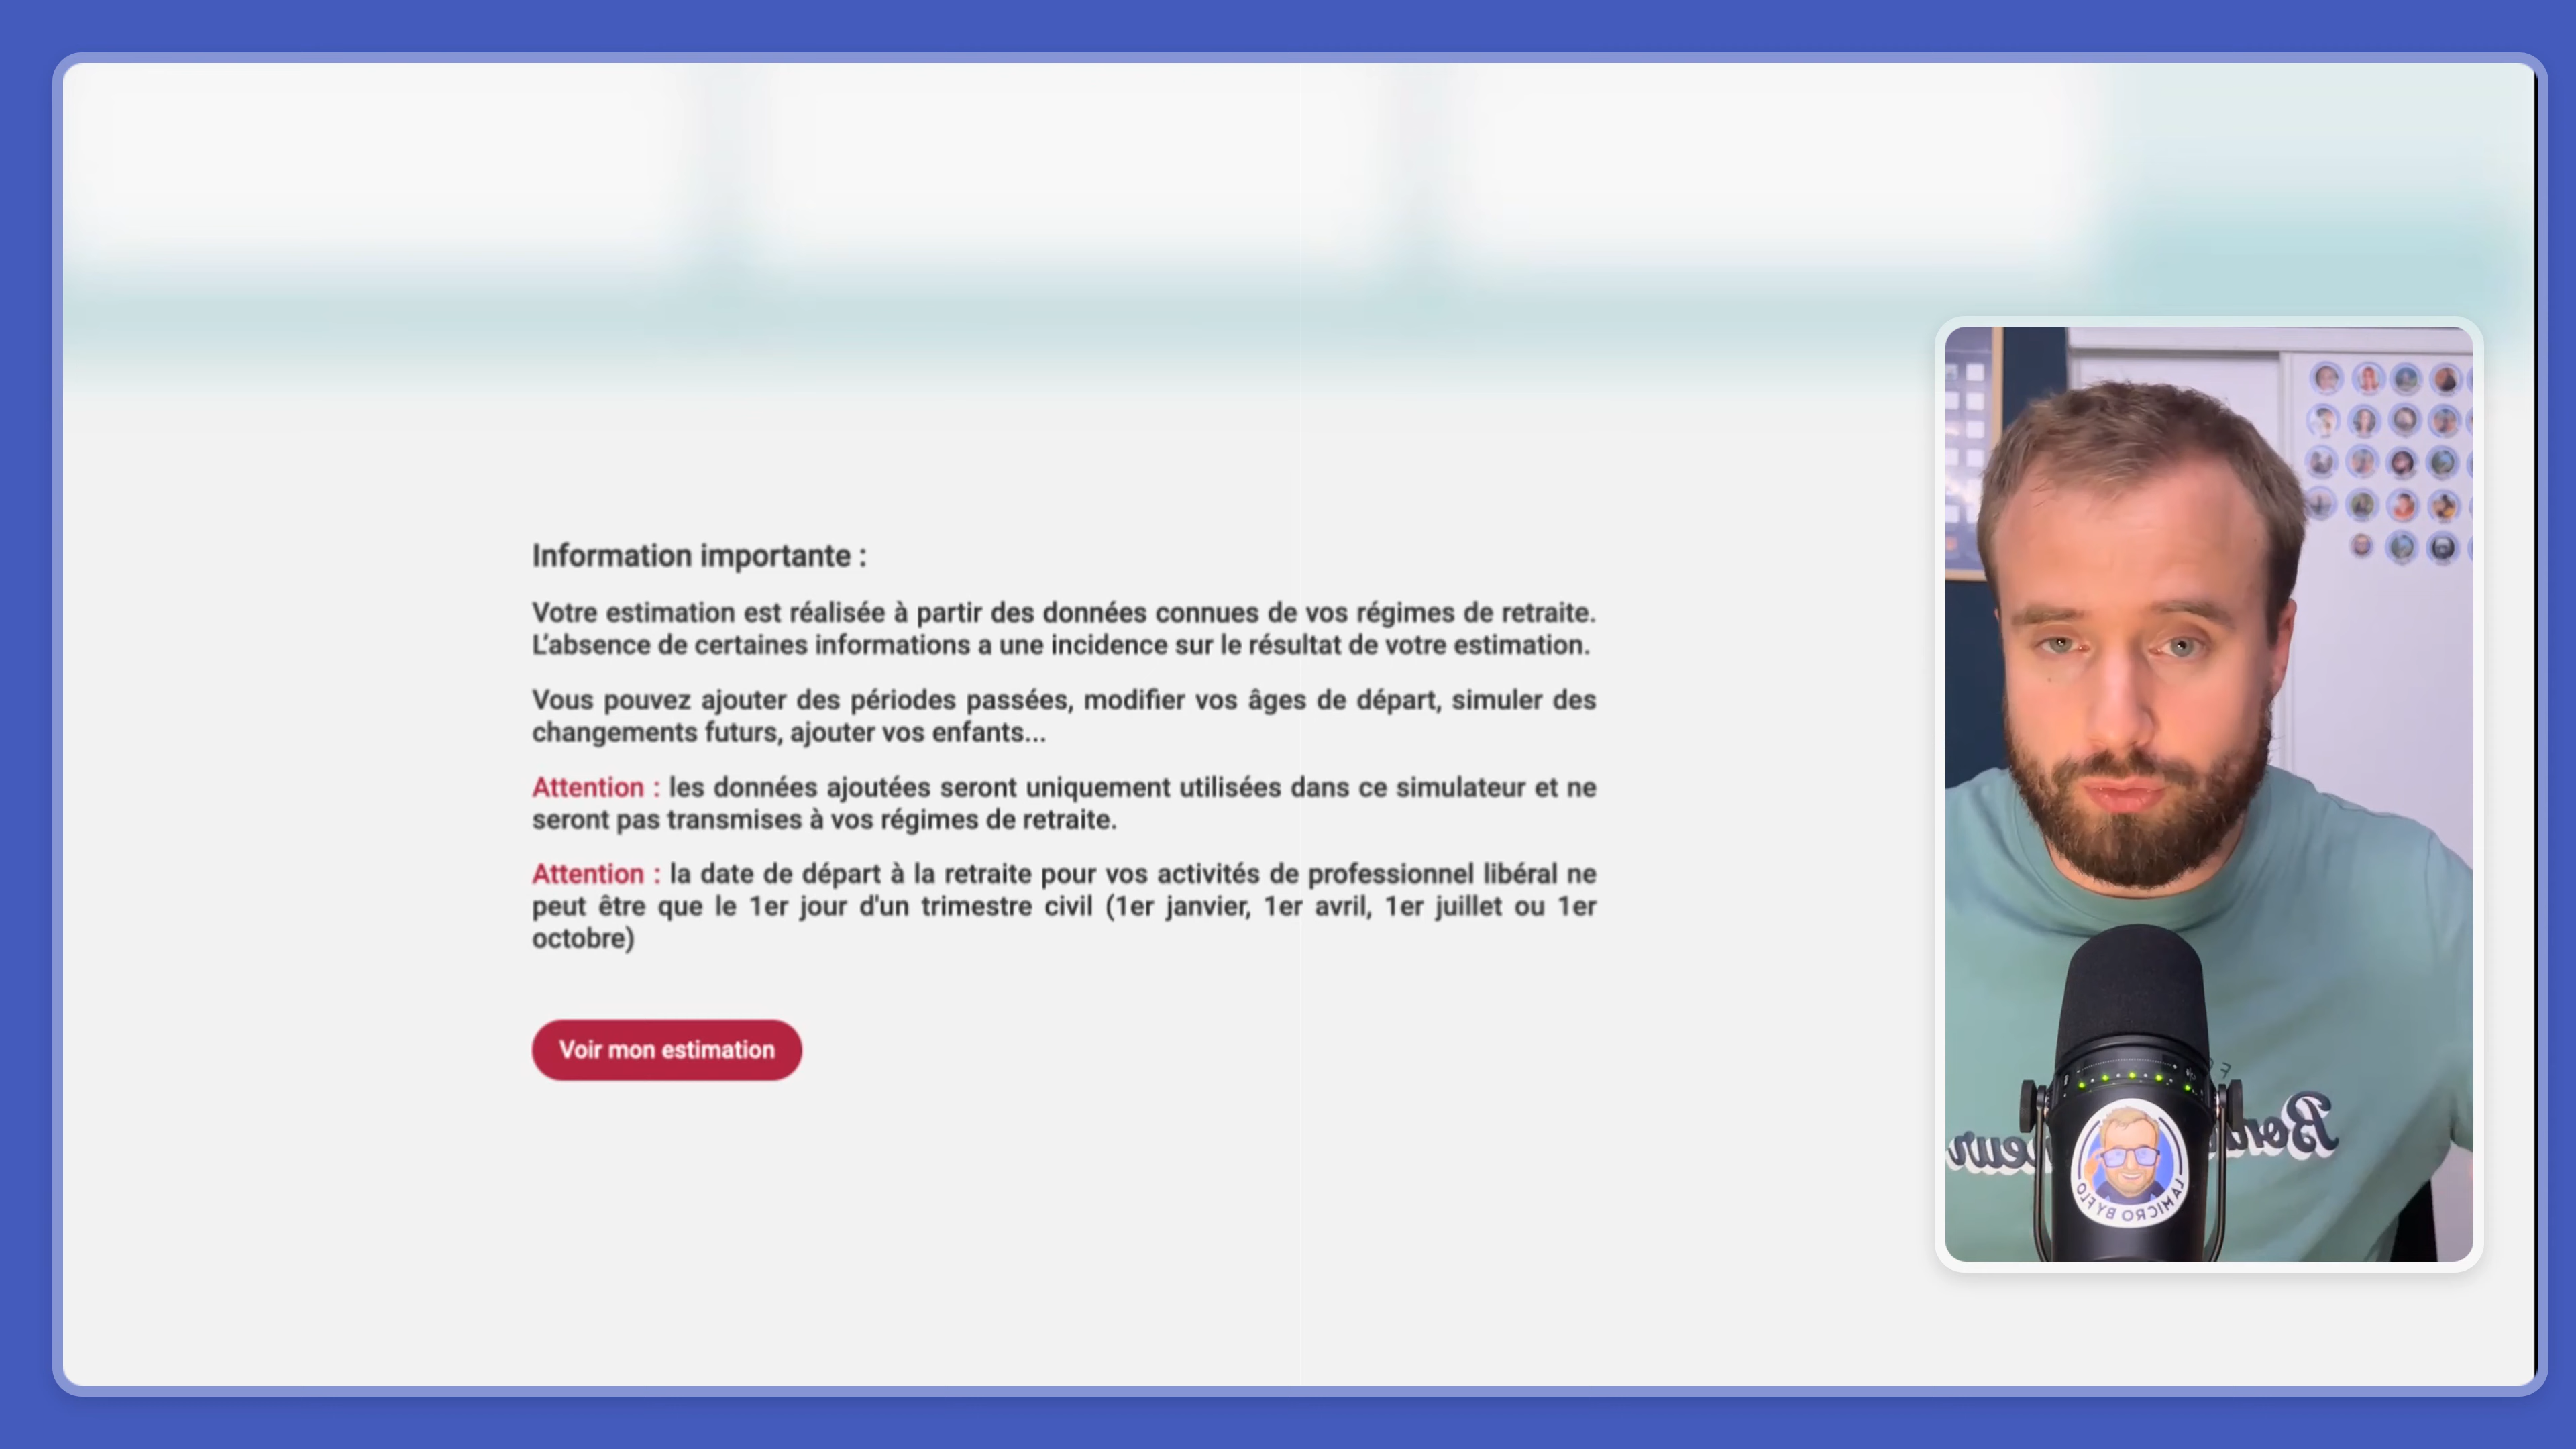 Information importante :
Votre estimation est réalisée à partir des données connues de vos régimes de retraite.
L'absence de certaines informations a une incidence sur le résultat de votre estimation.
Vous pouvez ajouter des périodes passées, modifier vos âges de départ, simuler des
changements futurs, ajouter vos enfants...
Attention : les données ajoutées seront uniquement utilisées dans ce simulateur et ne
seront pas transmises à vos régimes de retraite.
Attention : la date de départ à la retraite pour vos activités de professionnel libéral ne
peut être que le 1er jour d'un trimestre civil (1er janvier, 1er avril, 1er juillet ou 1er
octobre)
Voir mon estimation
LA MICRO BY FLO